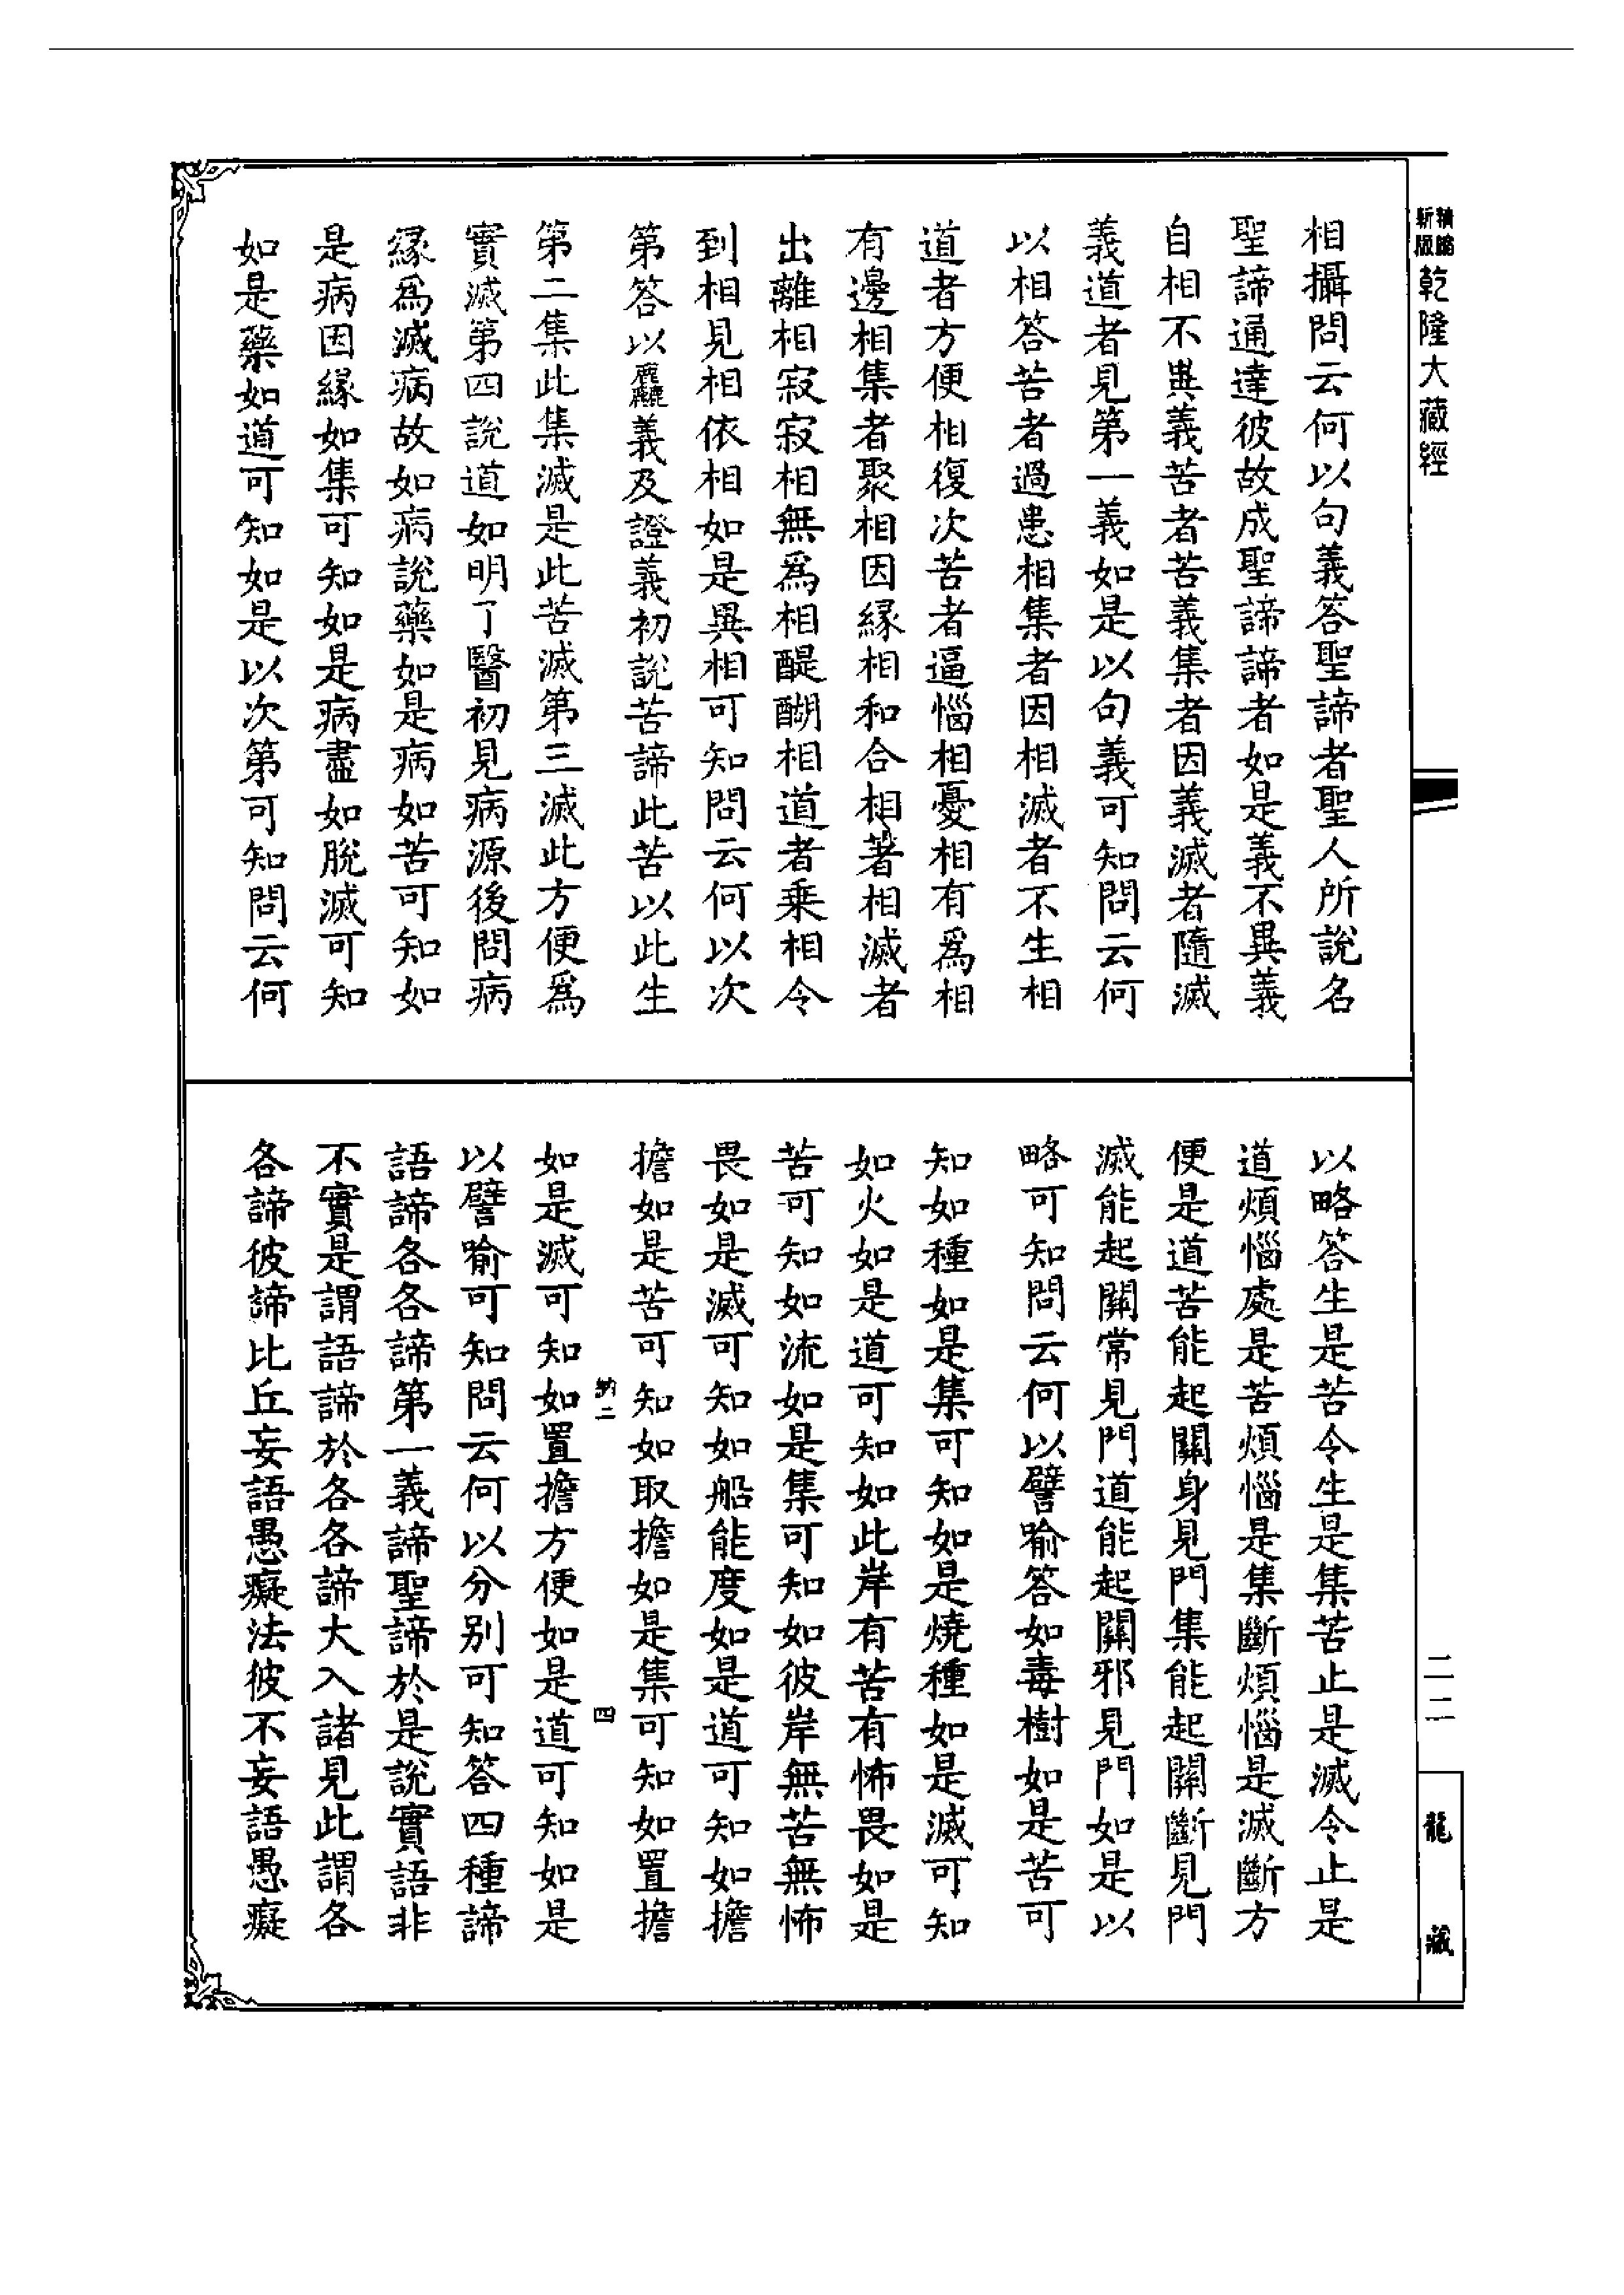 精編新版
乾隆大藏經
相攝問云何以句義答聖諦者聖人所說名
聖諦通達彼故成聖諦諦者如是義不異義
自相不異義苦者苦義集者因義滅者隨滅
義道者見第一義如是以句義可知問云何
以相答苦者過患相集者因相滅者不生相
道者方便相復次苦者逼惱相憂相有為相
有邊相集者聚相因緣相和合相著相滅者
出離相寂寂相無為相醍醐相道者乘相令
到相見相依相如是異相可知問云何以次
第答以麤義及證義初說苦諦此苦以此生
第二集此集滅是此苦滅第三滅此方便為
實滅第四說道如明了醫初見病源後問病
緣為滅病故如病說藥如是病如苦可知如
是病因緣如集可知如是病盡如脫滅可知
如是藥如道可知如是以次第可知問云何
以略答生是苦令生是集苦止是滅令止是
道煩惱處是苦煩惱是集斷煩惱是滅斷方
便是道苦能起關身見門集能起關斷見門
滅能起關常見門道能起關邪見門如是以
略可知問云何以譬喻答如毒樹如是苦可
知如種如是集可知如是燒種如是滅可知
如火如是道可知如此岸有苦有怖畏如是
苦可知如流如是集可知如彼岸無苦無怖
畏如是滅可知如船能度如是道可知如擔
擔如是苦可知如取擔如是集可知如置擔
納二 四
如是滅可知如置擔方便如是道可知如是
以譬喻可知問云何以分別可知答四種諦
語諦各各諦第一義諦聖諦於是說實語非
不實是謂語諦於各各諦大入諸見此謂各
各諦彼諦比丘妄語愚癡法彼不妄語愚癡
二二
龍藏